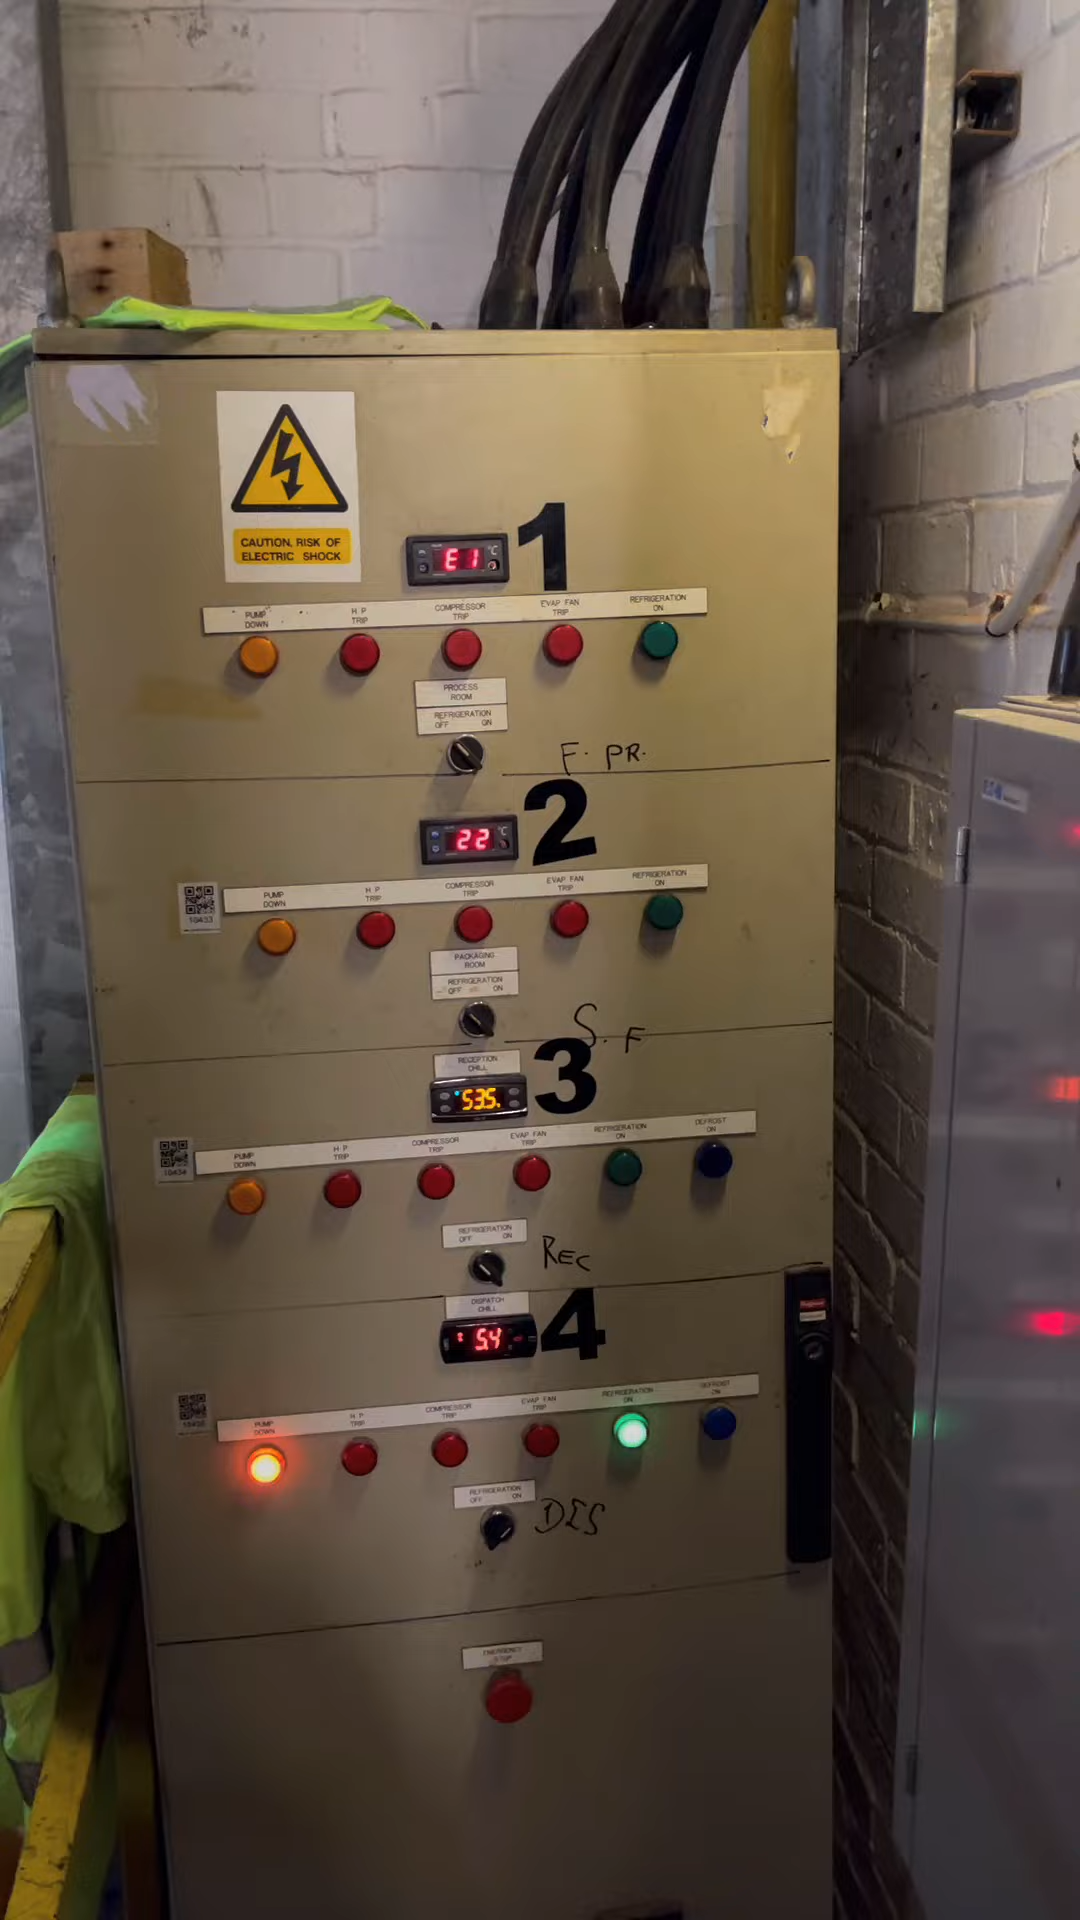 CAUTION. RISK OF
ELECTRIC SHOCK
E1
°C
1
PUMP DOWN
H P TRIP
COMPRESSOR TRIP
EVAP FAN TRIP
REFRIGERATION ON
PROCESS
ROOM
REFRIGERATION
OFF ON
F. PR.
22
°C
2
10433
PUMP DOWN
H P TRIP
COMPRESSOR TRIP
EVAP FAN TRIP
REFRIGERATION ON
PACKAGING
ROOM
REFRIGERATION
OFF ON
S. F
RECEPTION
CHILL
53.5.
3
10434
PUMP DOWN
H P TRIP
COMPRESSOR TRIP
EVAP FAN TRIP
REFRIGERATION ON
DEFROST ON
REFRIGERATION
OFF ON
REC
DISPATCH
CHILL
5.4
4
PUMP DOWN
H P TRIP
COMPRESSOR TRIP
EVAP FAN TRIP
REFRIGERATION ON
DEFROST ON
REFRIGERATION
OFF ON
DES
EMERGENCY
STOP